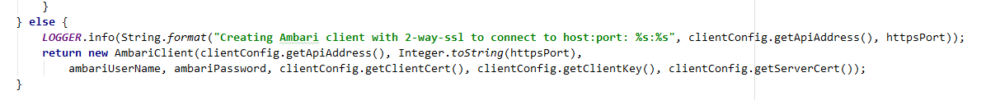 }
} else {
LOGGER.info(String.format("Creating Ambari client with 2-way-ssl to connect to host:port: %s:%s", clientConfig.getApiAddress(), httpsPort));
return new AmbariClient(clientConfig.getApiAddress(), Integer.toString(httpsPort),
ambariUserName, ambariPassword, clientConfig.getClientCert(), clientConfig.getClientKey(), clientConfig.getServerCert());
}